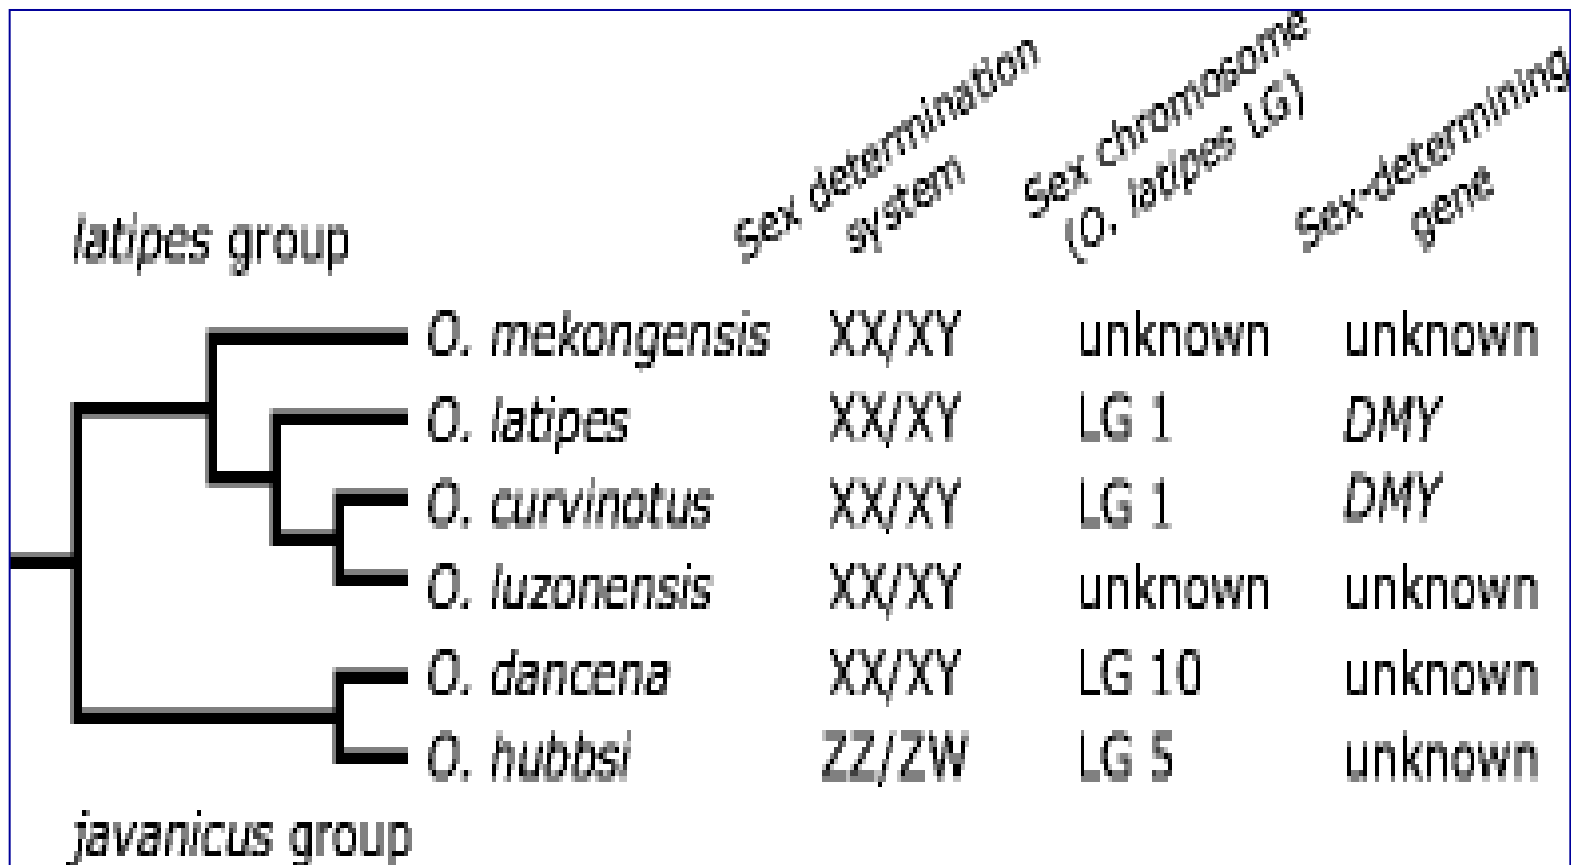 Sex determination
system
Sex chromosome
(O. latipes LG)
Sex-determining
gene
latipes group
O. mekongensis XX/XY unknown unknown
O. latipes XX/XY LG 1 DMY
O. curvinotus XX/XY LG 1 DMY
O. luzonensis XX/XY unknown unknown
O. dancena XX/XY LG 10 unknown
O. hubbsi ZZ/ZW LG 5 unknown
javanicus group